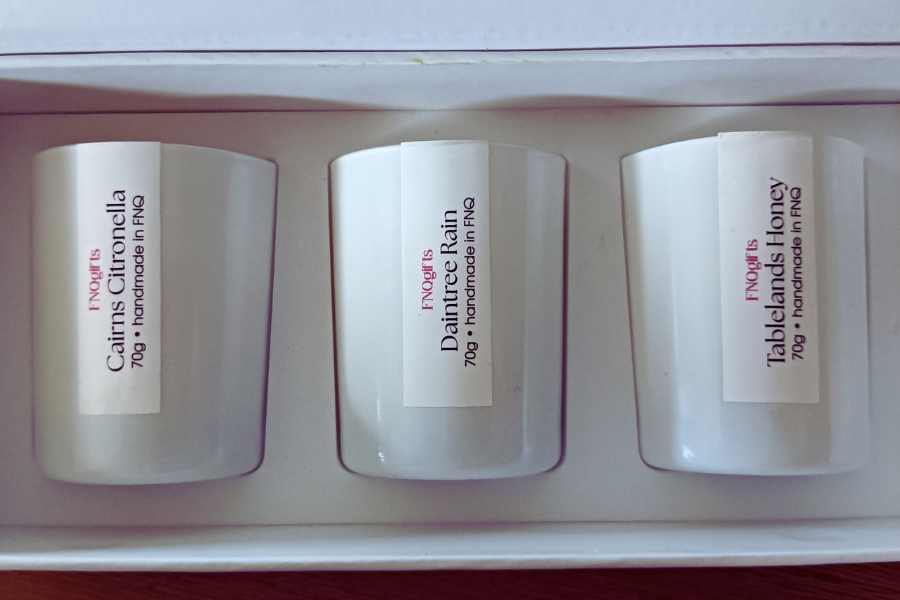 FNQgifts
Cairns Citronella
70g • handmade in FNQ
FNQgifts
Daintree Rain
70g • handmade in FNQ
FNQgifts
Tablelands Honey
70g • handmade in FNQ